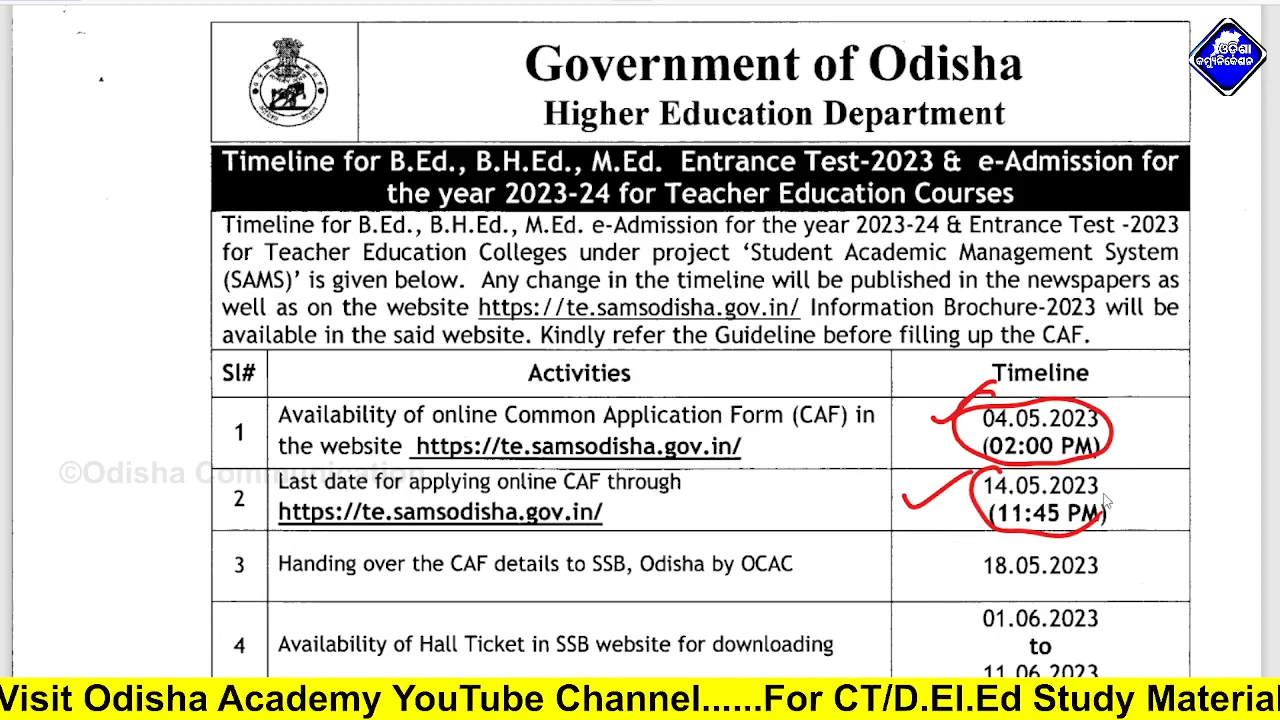 Government of Odisha
Higher Education Department
ଓଡ଼ିଶା
କମ୍ୟୁନିକେଶନ
Timeline for B.Ed., B.H.Ed., M.Ed. Entrance Test-2023 & e-Admission for
the year 2023-24 for Teacher Education Courses
Timeline for B.Ed., B.H.Ed., M.Ed. e-Admission for the year 2023-24 & Entrance Test -2023
for Teacher Education Colleges under project ‘Student Academic Management System
(SAMS)’ is given below. Any change in the timeline will be published in the newspapers as
well as on the website https://te.samsodisha.gov.in/ Information Brochure-2023 will be
available in the said website. Kindly refer the Guideline before filling up the CAF.
Sl# Activities Timeline
1 Availability of online Common Application Form (CAF) in
the website https://te.samsodisha.gov.in/
04.05.2023
(02:00 PM)
©Odisha Communication
2 Last date for applying online CAF through
https://te.samsodisha.gov.in/
14.05.2023
(11:45 PM)
3 Handing over the CAF details to SSB, Odisha by OCAC 18.05.2023
4 Availability of Hall Ticket in SSB website for downloading
01.06.2023
to
11.06.2023
Visit Odisha Academy YouTube Channel......For CT/D.El.Ed Study Material